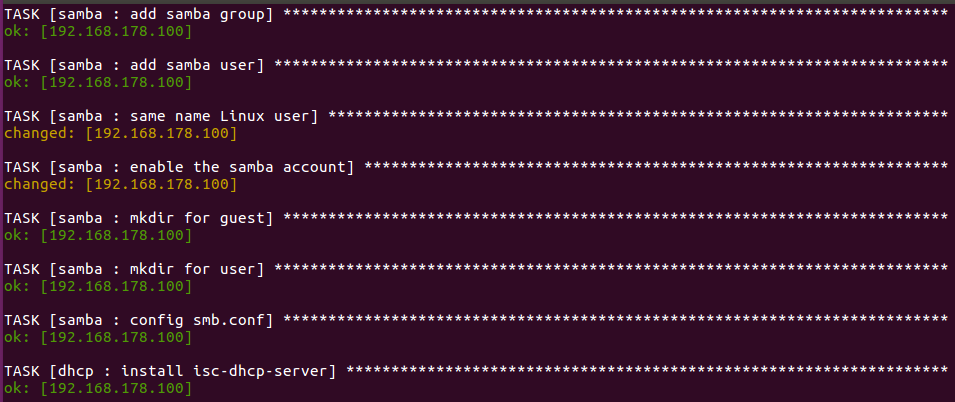 TASK [samba : add samba group] **************************************************************************
ok: [192.168.178.100]
TASK [samba : add samba user] ***************************************************************************
ok: [192.168.178.100]
TASK [samba : same name Linux user] *********************************************************************
changed: [192.168.178.100]
TASK [samba : enable the samba account] *****************************************************************
changed: [192.168.178.100]
TASK [samba : mkdir for guest] **************************************************************************
ok: [192.168.178.100]
TASK [samba : mkdir for user] ***************************************************************************
ok: [192.168.178.100]
TASK [samba : config smb.conf] **************************************************************************
ok: [192.168.178.100]
TASK [dhcp : install isc-dhcp-server] *******************************************************************
ok: [192.168.178.100]